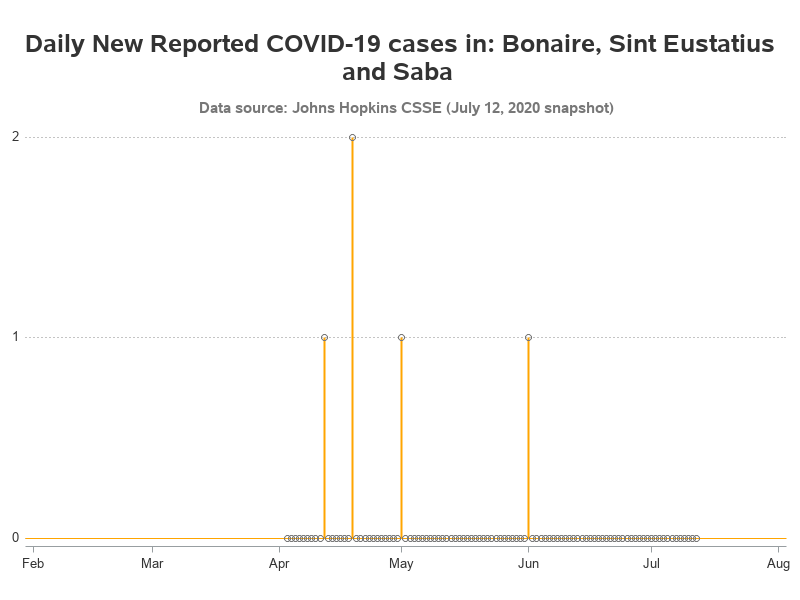 Daily New Reported COVID-19 cases in: Bonaire, Sint Eustatius
and Saba
Data source: Johns Hopkins CSSE (July 12, 2020 snapshot)
2
1
0
Feb Mar Apr May Jun Jul Aug